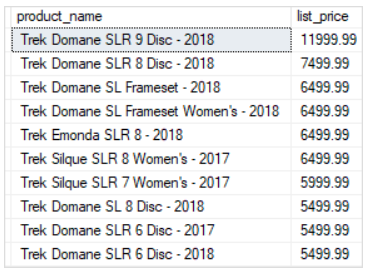 product_name list_price
Trek Domane SLR 9 Disc - 2018 11999.99
Trek Domane SLR 8 Disc - 2018 7499.99
Trek Domane SL Frameset - 2018 6499.99
Trek Domane SL Frameset Women's - 2018 6499.99
Trek Emonda SLR 8 - 2018 6499.99
Trek Silque SLR 8 Women's - 2017 6499.99
Trek Silque SLR 7 Women's - 2017 5999.99
Trek Domane SL 8 Disc - 2018 5499.99
Trek Domane SLR 6 Disc - 2017 5499.99
Trek Domane SLR 6 Disc - 2018 5499.99